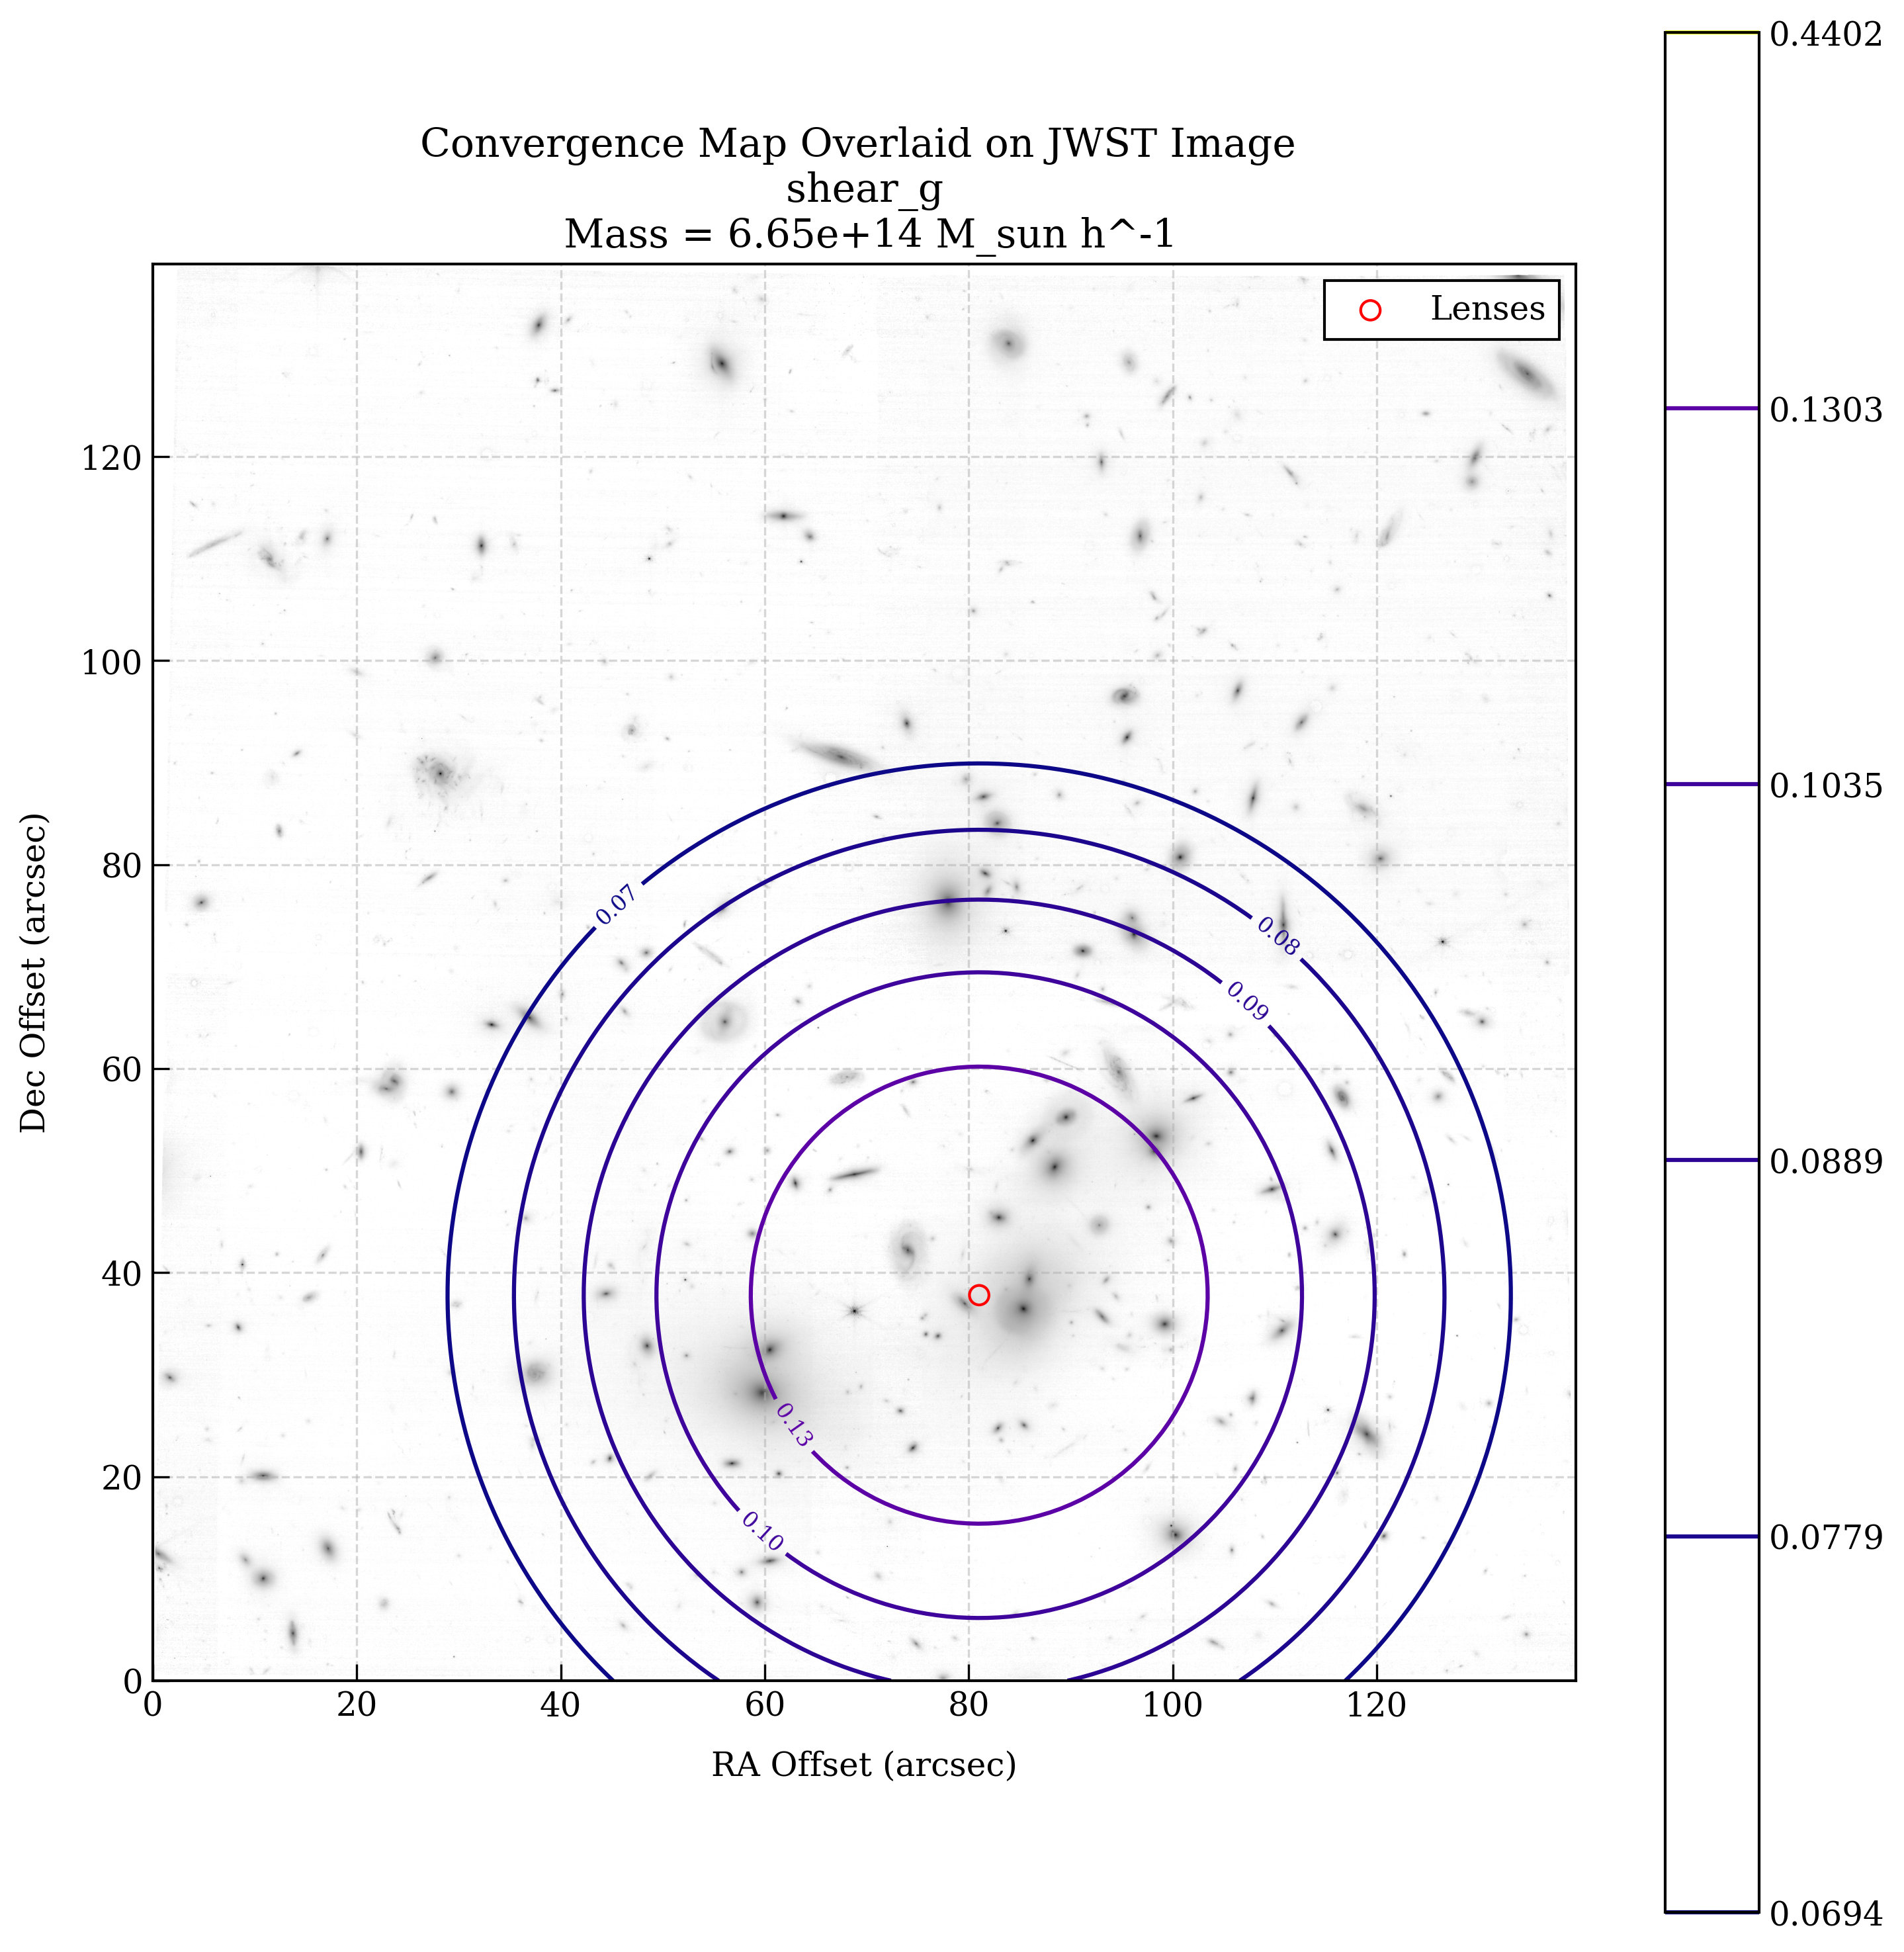 Convergence Map Overlaid on JWST Image
shear_g
Mass = 6.65e+14 M_sun h^-1
Lenses
Dec Offset (arcsec)
120
100
80
60
40
20
0
0 20 40 60 80 100 120
RA Offset (arcsec)
0.07
0.08
0.09
0.13
0.10
0.4402
0.1303
0.1035
0.0889
0.0779
0.0694